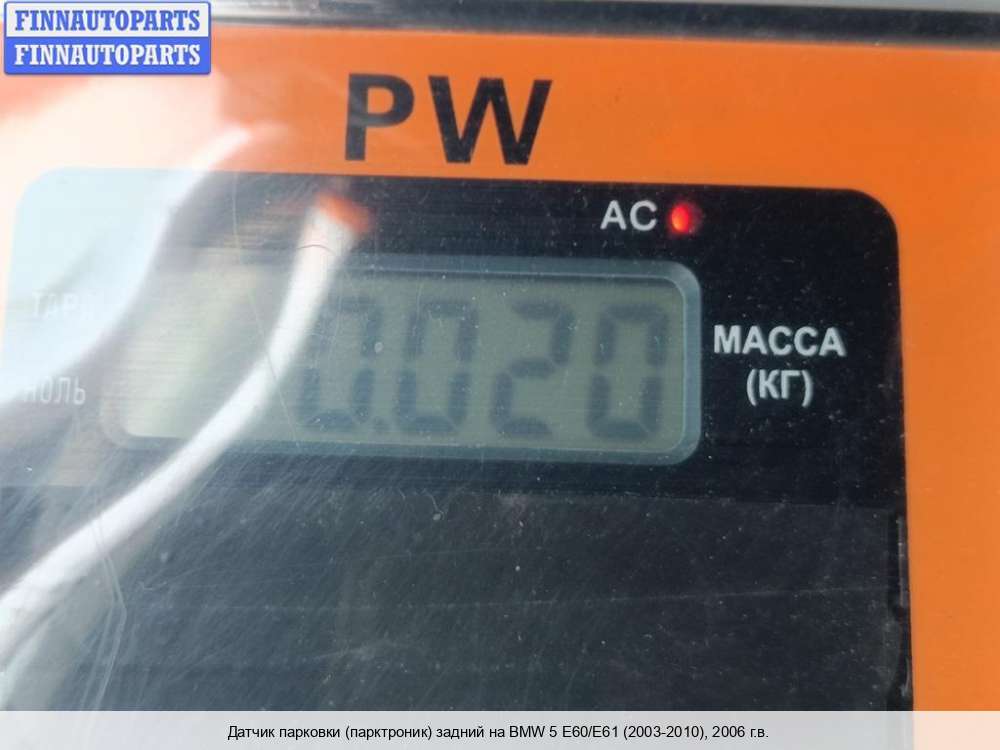 FINNAUTOPARTS
FINNAUTOPARTS
PW
AC
0.020
ТАРА
НОЛЬ
МАССА
(КГ)
Датчик парковки (парктроник) задний на BMW 5 E60/E61 (2003-2010), 2006 г.в.